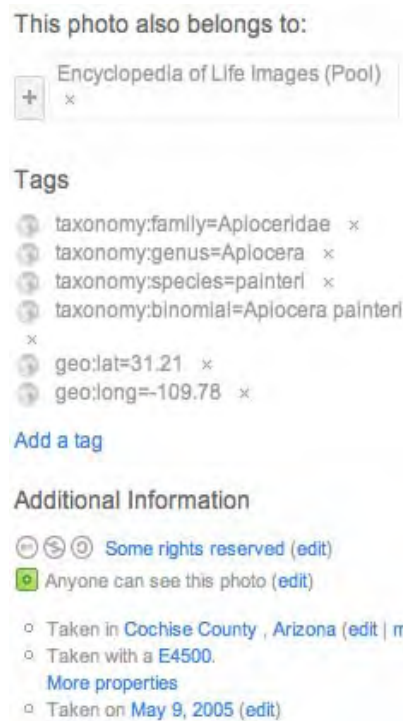 This photo also belongs to:
Encyclopedia of Life Images (Pool)
×
+
Tags
taxonomy:family=Apioceridae ×
taxonomy:genus=Apiocera ×
taxonomy:species=painteri ×
taxonomy:binomial=Apiocera painteri
×
geo:lat=31.21 ×
geo:long=-109.78 ×
Add a tag
Additional Information
Some rights reserved (edit)
Anyone can see this photo (edit)
Taken in Cochise County , Arizona (edit | m
Taken with a E4500.
More properties
Taken on May 9, 2005 (edit)